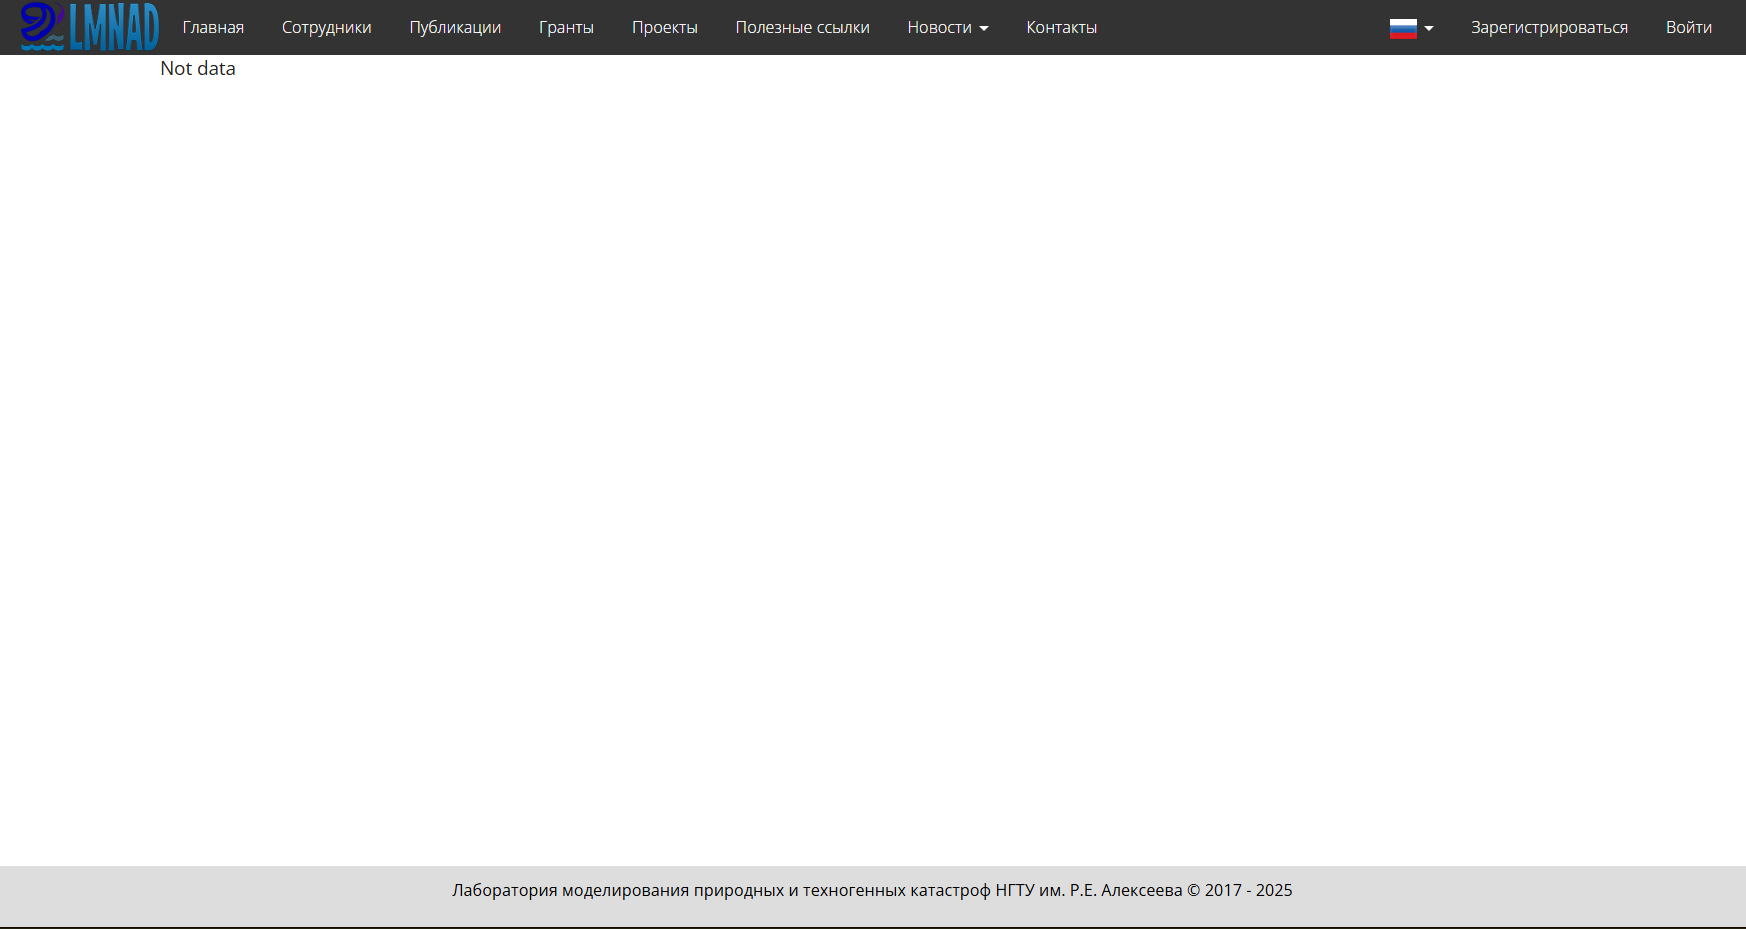 LMNAD Главная Сотрудники Публикации Гранты Проекты Полезные ссылки Новости Контакты Зарегистрироваться Войти
Not data
Лаборатория моделирования природных и техногенных катастроф НГТУ им. Р.Е. Алексеева © 2017 - 2025